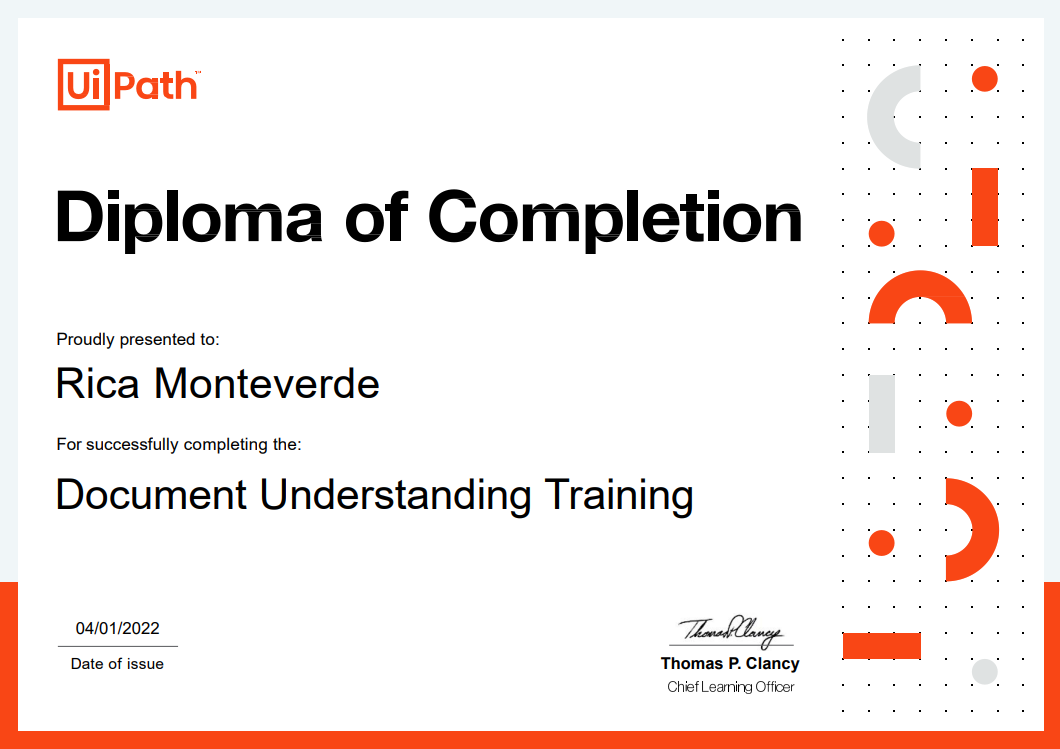 UiPath™
Diploma of Completion
Proudly presented to:
Rica Monteverde
For successfully completing the:
Document Understanding Training
04/01/2022
Date of issue
Thomas P. Clancy
Thomas P. Clancy
Chief Learning Officer